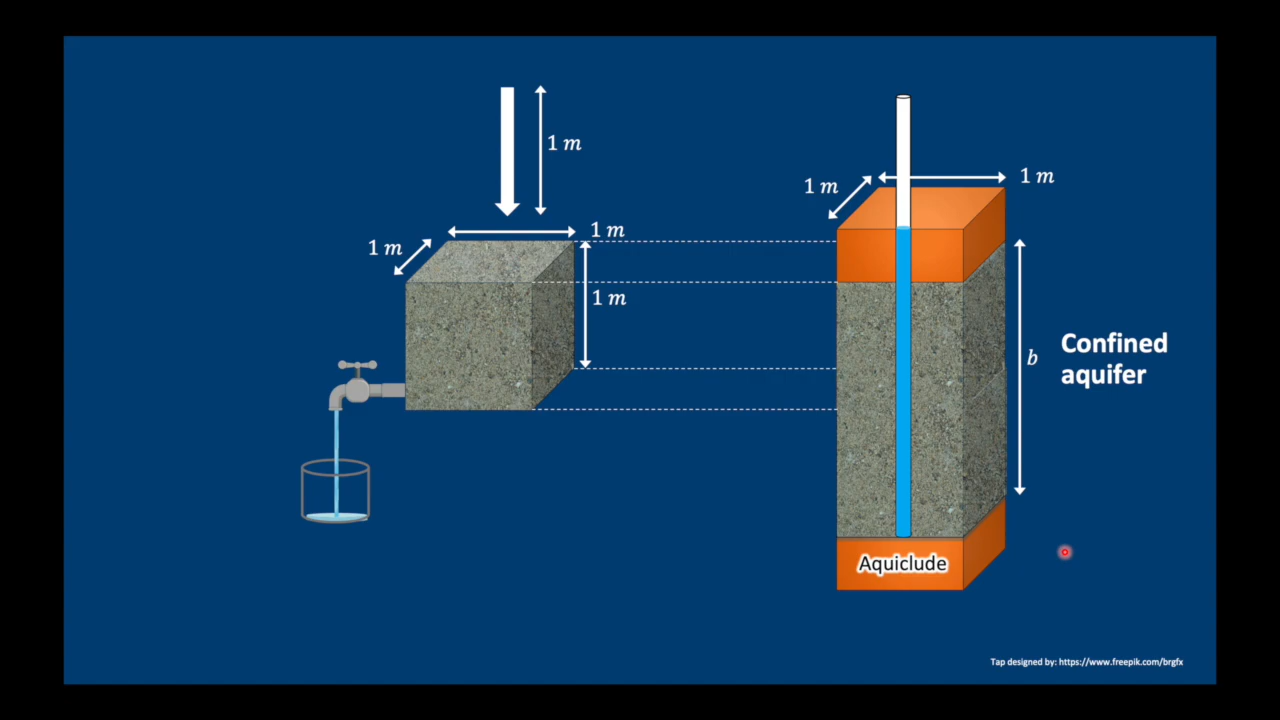 1 m
1 m
1 m
1 m
1 m
1 m
b
Confined
aquifer
Aquiclude
Tap designed by: https://www.freepik.com/brgfx